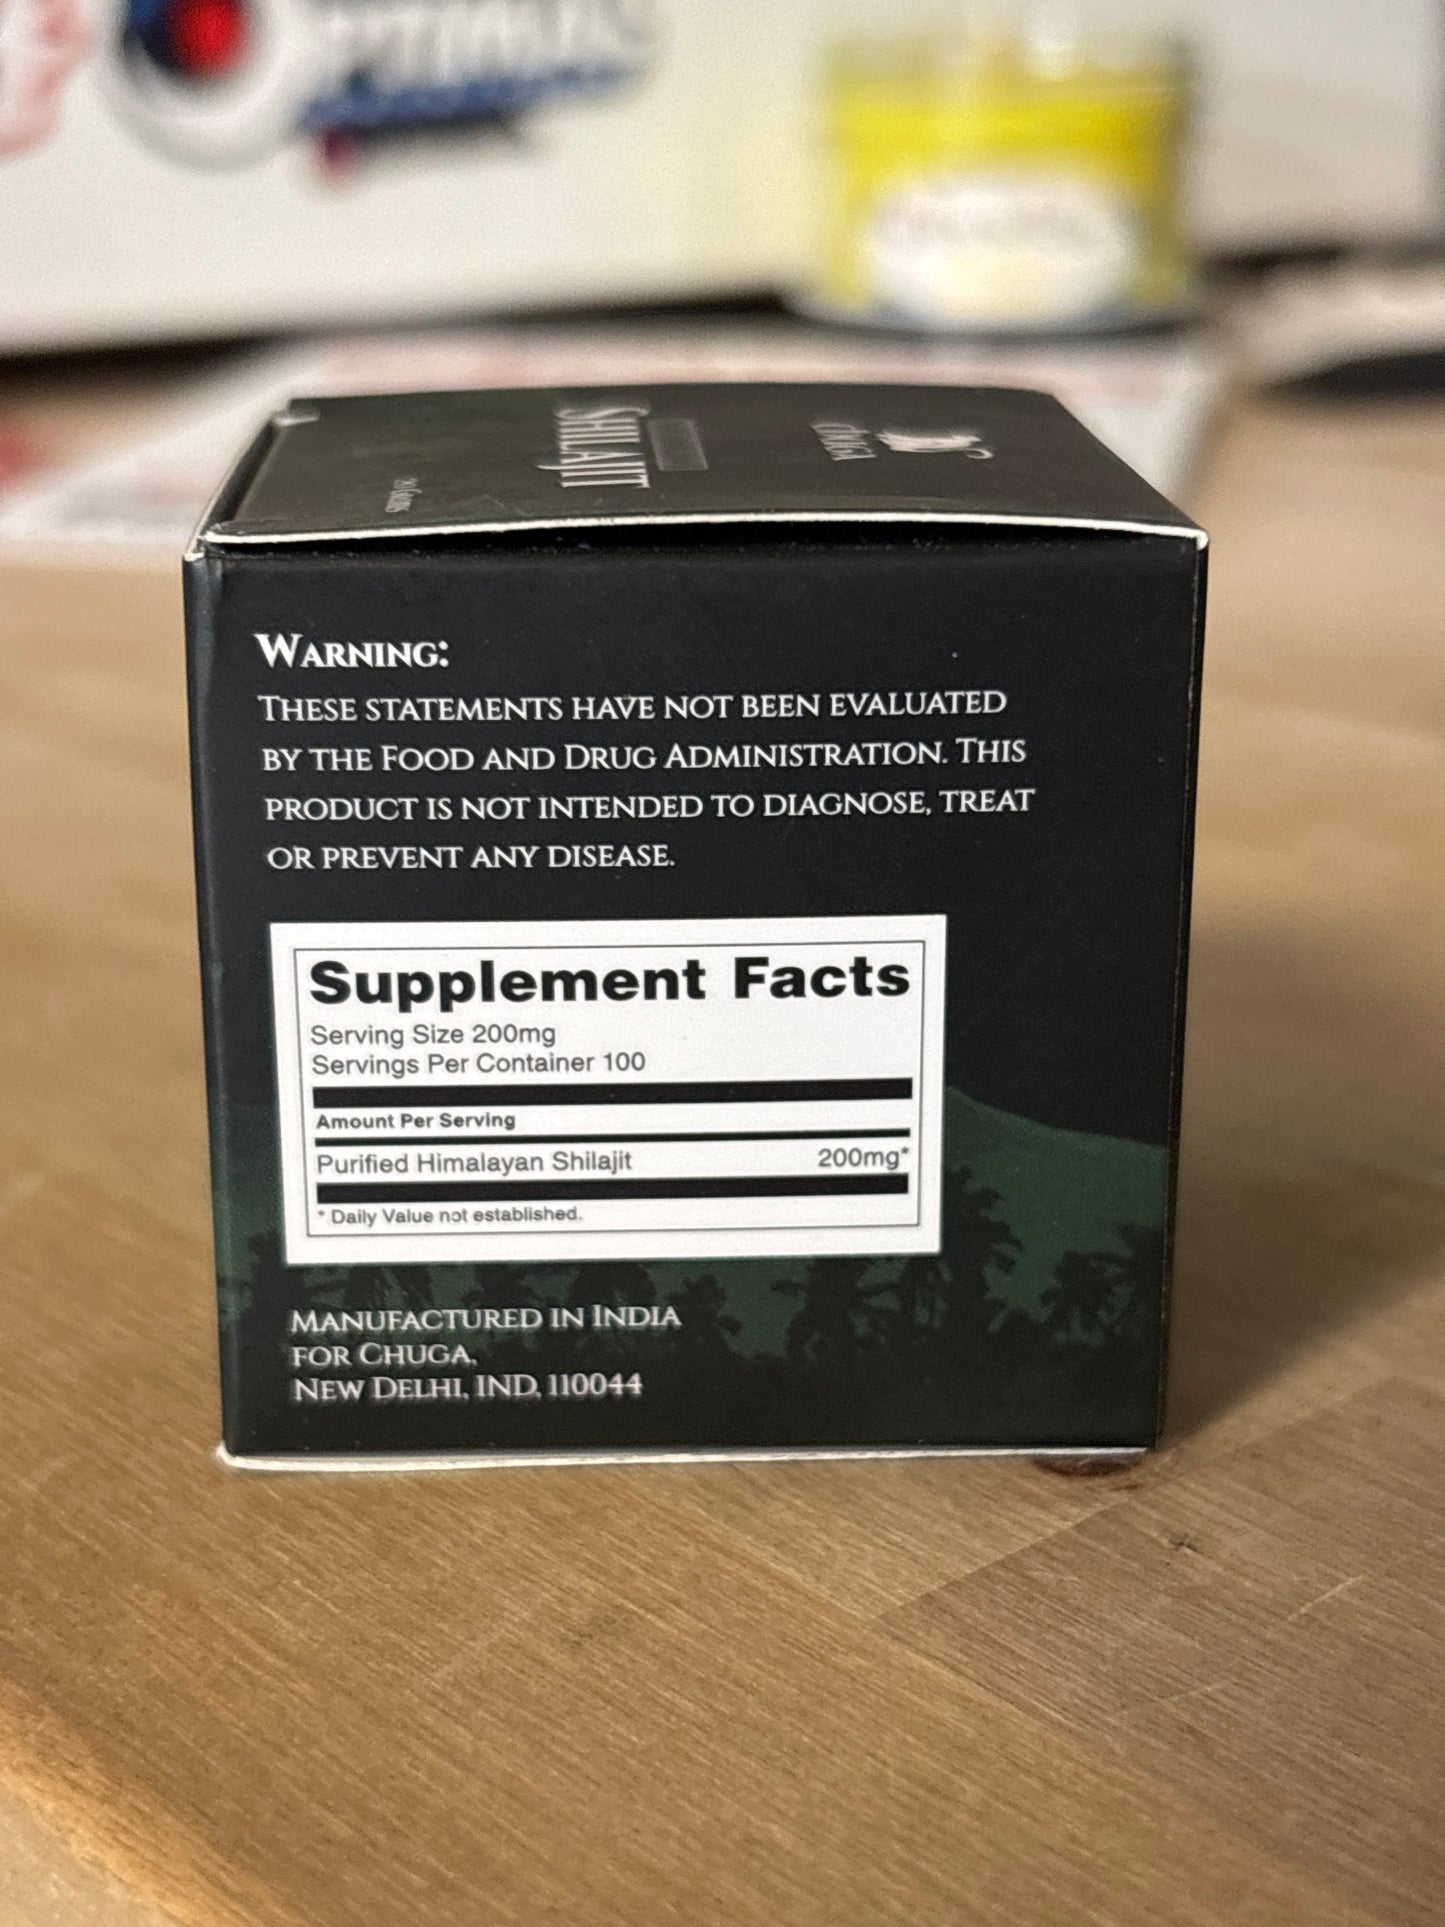 SHILAJIT
chuga
WARNING:
THESE STATEMENTS HAVE NOT BEEN EVALUATED
BY THE FOOD AND DRUG ADMINISTRATION. THIS
PRODUCT IS NOT INTENDED TO DIAGNOSE, TREAT
OR PREVENT ANY DISEASE.
Supplement Facts
Serving Size 200mg
Servings Per Container 100
Amount Per Serving
Purified Himalayan Shilajit 200mg*
* Daily Value not established.
MANUFACTURED IN INDIA
FOR CHUGA,
NEW DELHI, IND, 110044